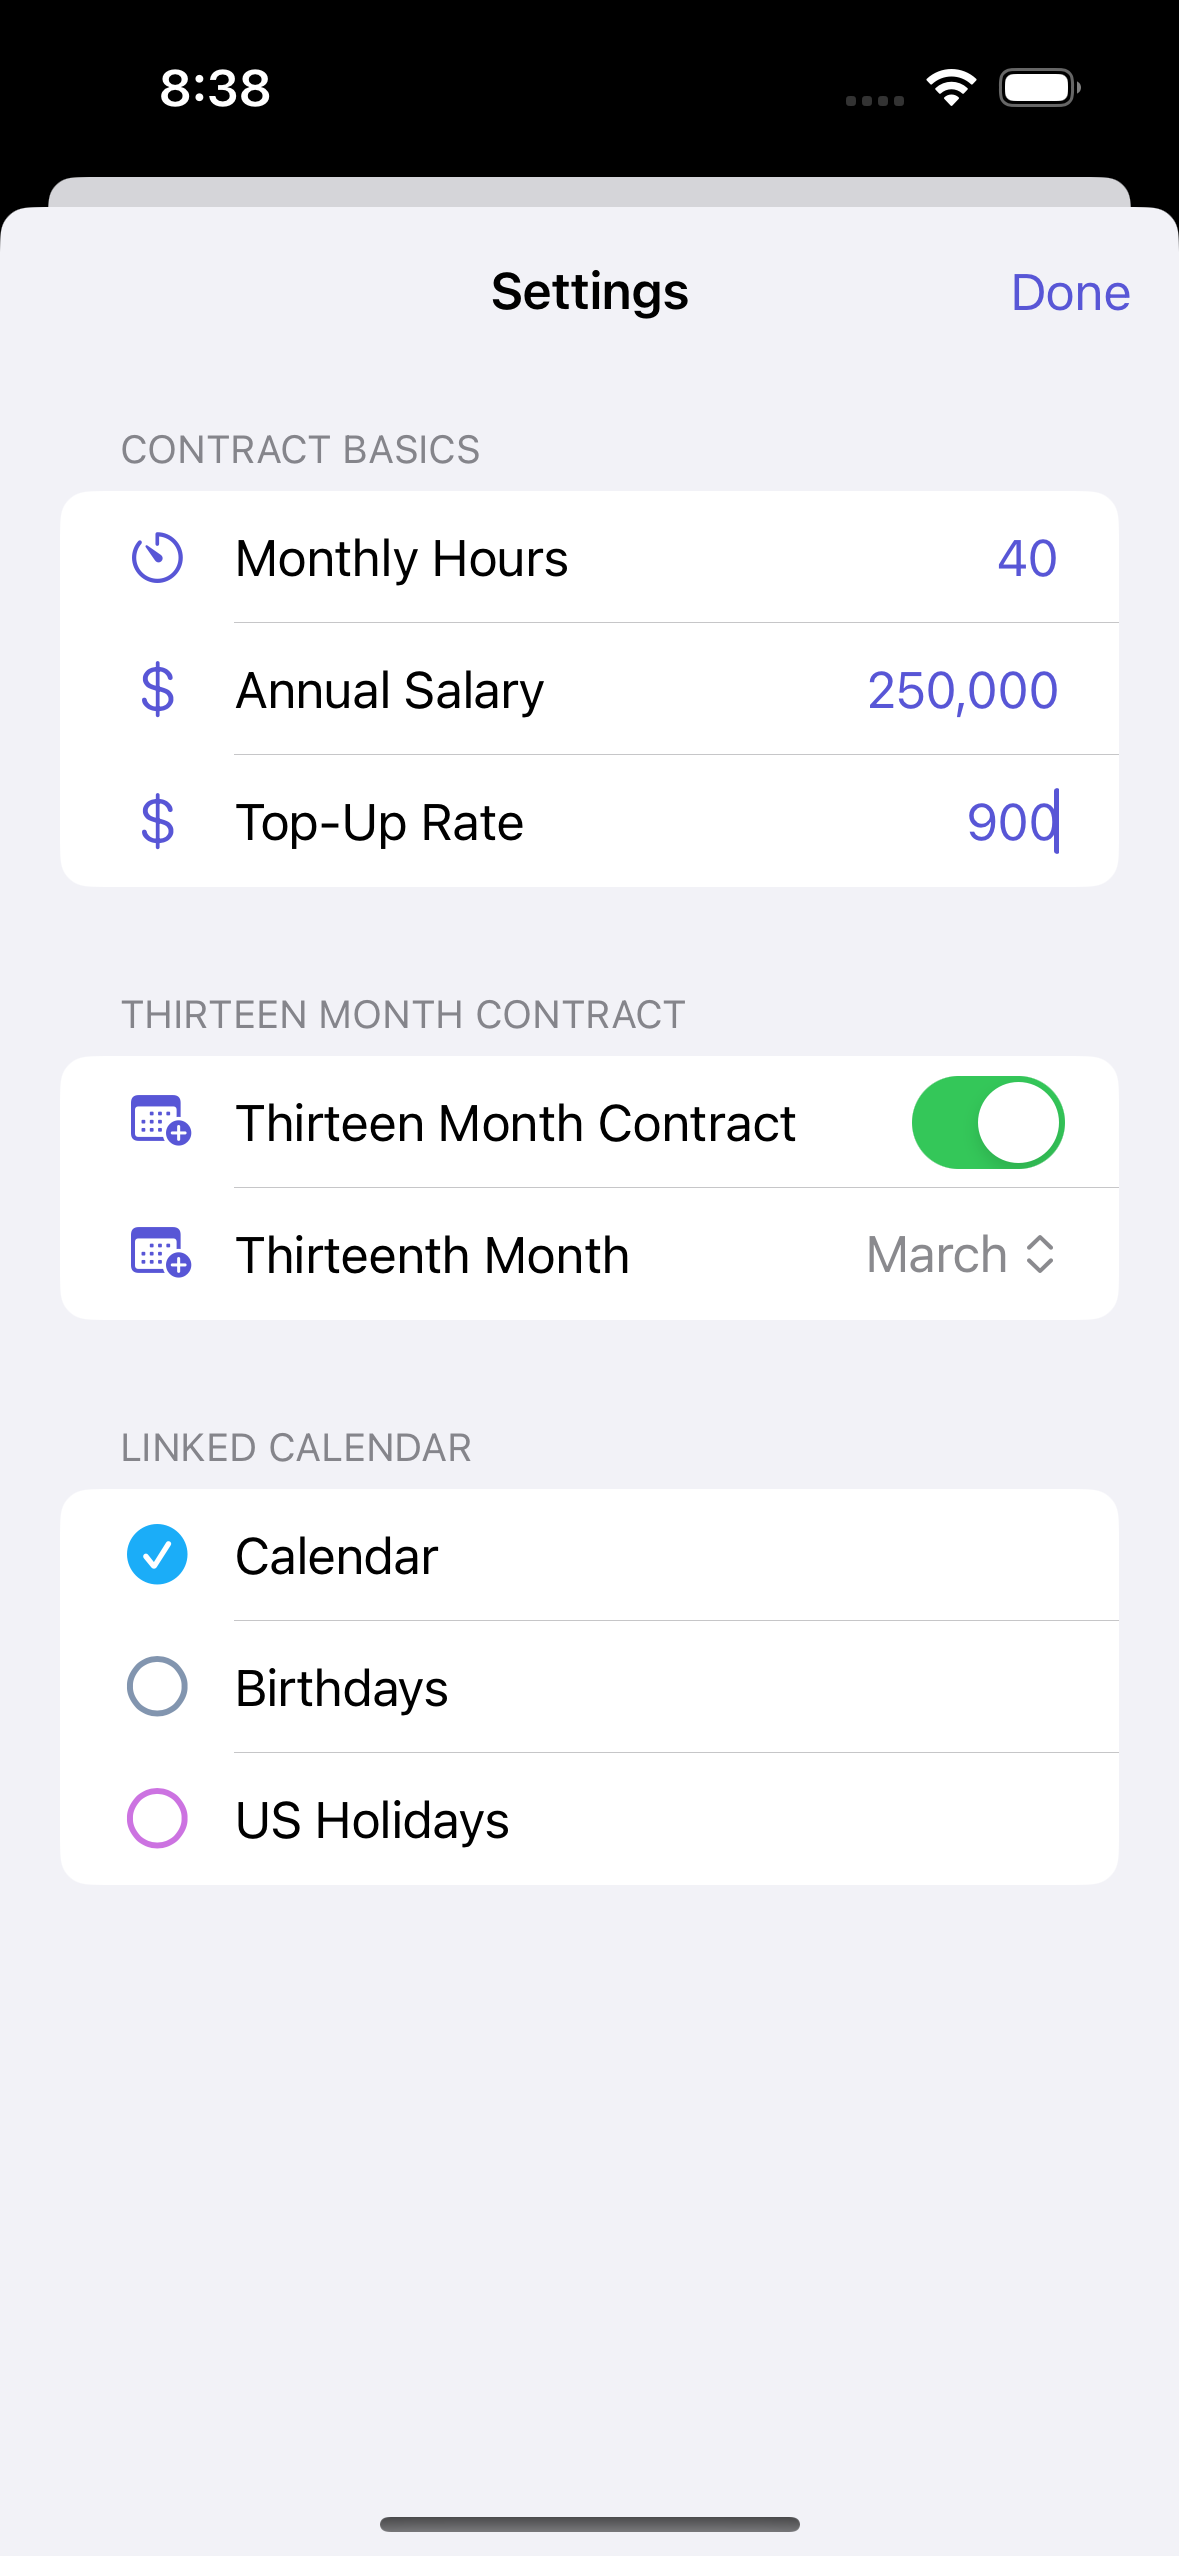 8:38
Settings
Done
CONTRACT BASICS
Monthly Hours 40
$ Annual Salary 250,000
$ Top-Up Rate 900
THIRTEEN MONTH CONTRACT
Thirteen Month Contract
Thirteenth Month March
LINKED CALENDAR
Calendar
Birthdays
US Holidays